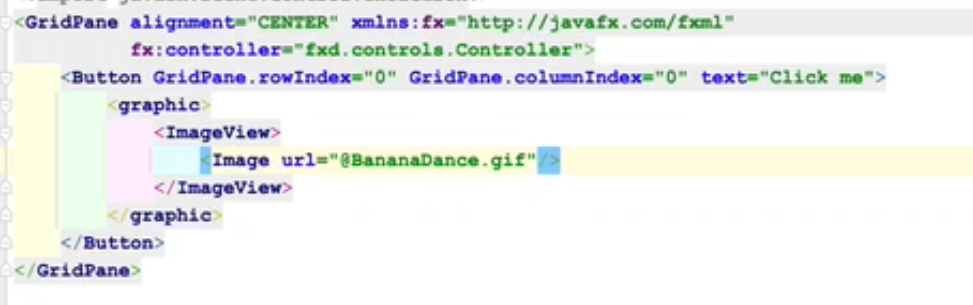 <GridPane alignment="CENTER" xmlns:fx="http://javafx.com/fxml"
fx:controller="fxd.controls.Controller">
<Button GridPane.rowIndex="0" GridPane.columnIndex="0" text="Click me">
<graphic>
<ImageView>
<Image url="@BananaDance.gif"/>
</ImageView>
</graphic>
</Button>
</GridPane>